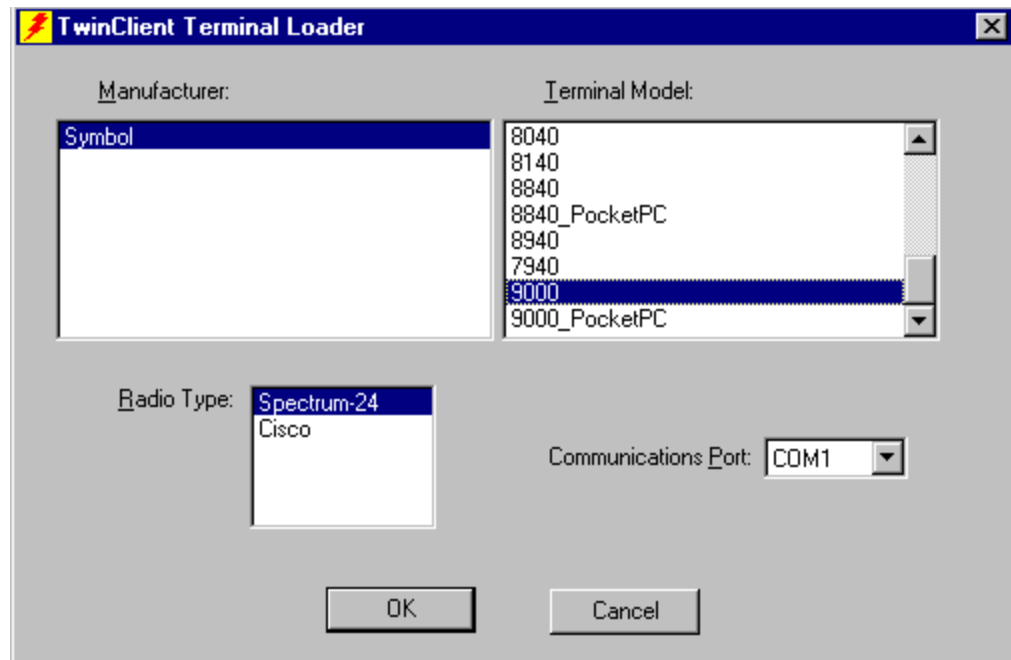 TwinClient Terminal Loader
Manufacturer:
Terminal Model:
Symbol
8040
8140
8840
8840_PocketPC
8940
7940
9000
9000_PocketPC
Radio Type:
Spectrum-24
Cisco
Communications Port:
COM1
OK
Cancel